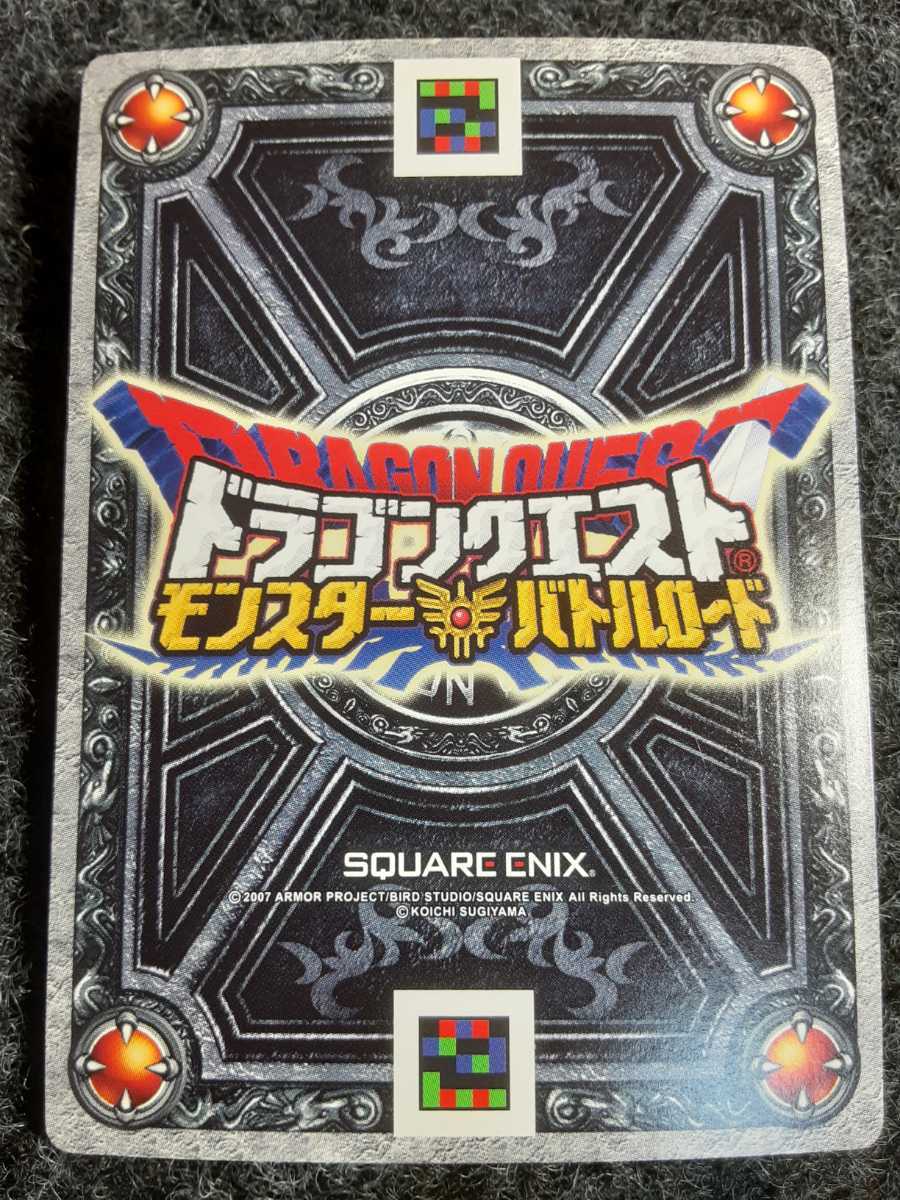 DRAGON QUEST
ドラゴンクエスト®
モンスター バトルロード
SQUARE ENIX®
©2007 ARMOR PROJECT/BIRD STUDIO/SQUARE ENIX All Rights Reserved.
© KOICHI SUGIYAMA